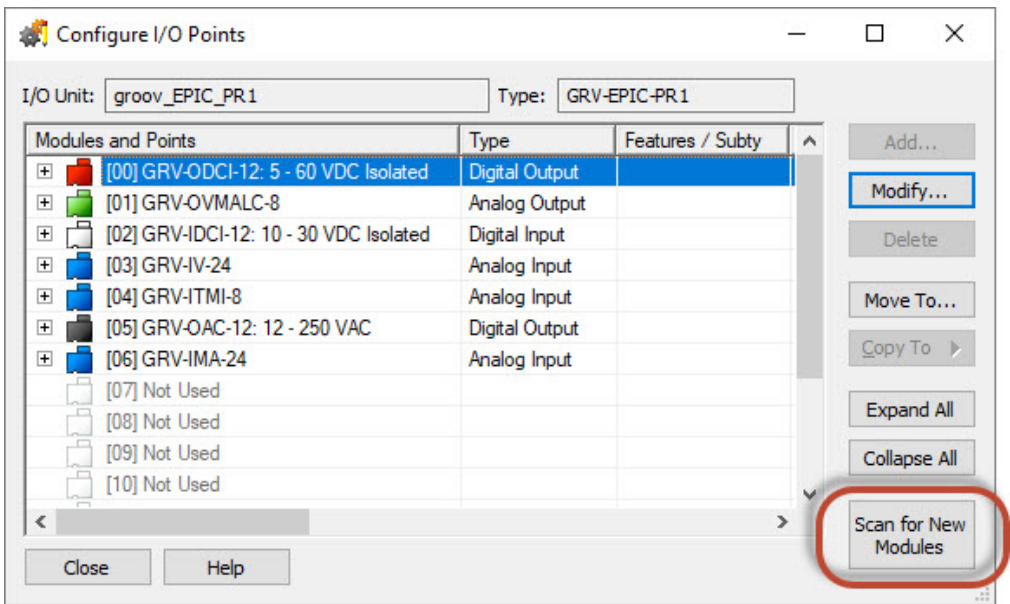 Configure I/O Points
I/O Unit: groov_EPIC_PR1 Type: GRV-EPIC-PR1
Modules and Points Type Features / Subty
[00] GRV-ODCI-12: 5 - 60 VDC Isolated Digital Output
[01] GRV-OVMALC-8 Analog Output
[02] GRV-IDCI-12: 10 - 30 VDC Isolated Digital Input
[03] GRV-IV-24 Analog Input
[04] GRV-ITMI-8 Analog Input
[05] GRV-OAC-12: 12 - 250 VAC Digital Output
[06] GRV-IMA-24 Analog Input
[07] Not Used
[08] Not Used
[09] Not Used
[10] Not Used
Add...
Modify...
Delete
Move To...
Copy To
Expand All
Collapse All
Scan for New
Modules
Close Help